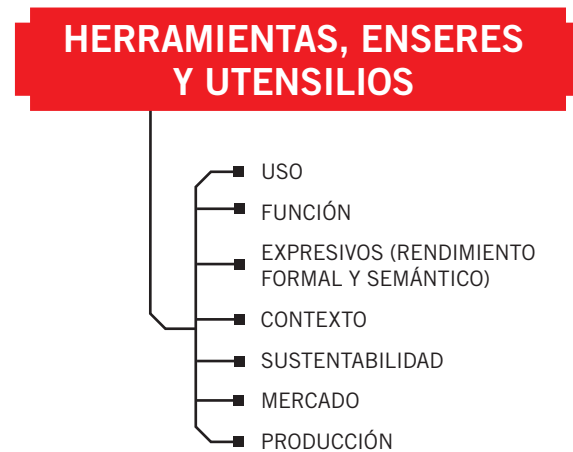 HERRAMIENTAS, ENSERES
Y UTENSILIOS
USO
FUNCIÓN
EXPRESIVOS (RENDIMIENTO
FORMAL Y SEMÁNTICO)
CONTEXTO
SUSTENTABILIDAD
MERCADO
PRODUCCIÓN